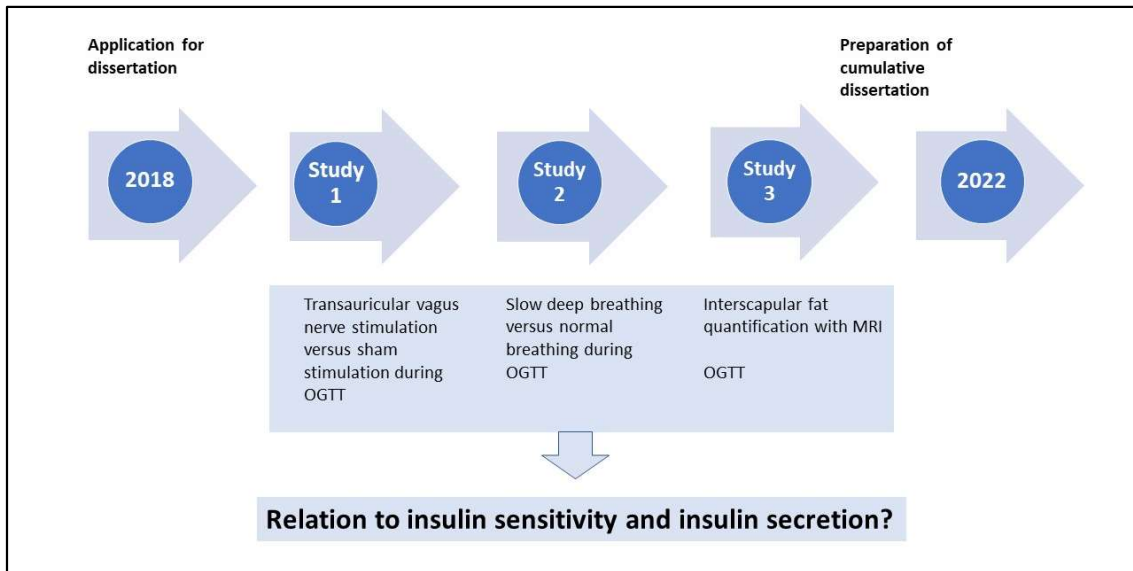 Application for
dissertation
Preparation of
cumulative
dissertation
2018
Study
1
Study
2
Study
3
2022
Transauricular vagus
nerve stimulation
versus sham
stimulation during
OGTT
Slow deep breathing
versus normal
breathing during
OGTT
Interscapular fat
quantification with MRI
OGTT
Relation to insulin sensitivity and insulin secretion?